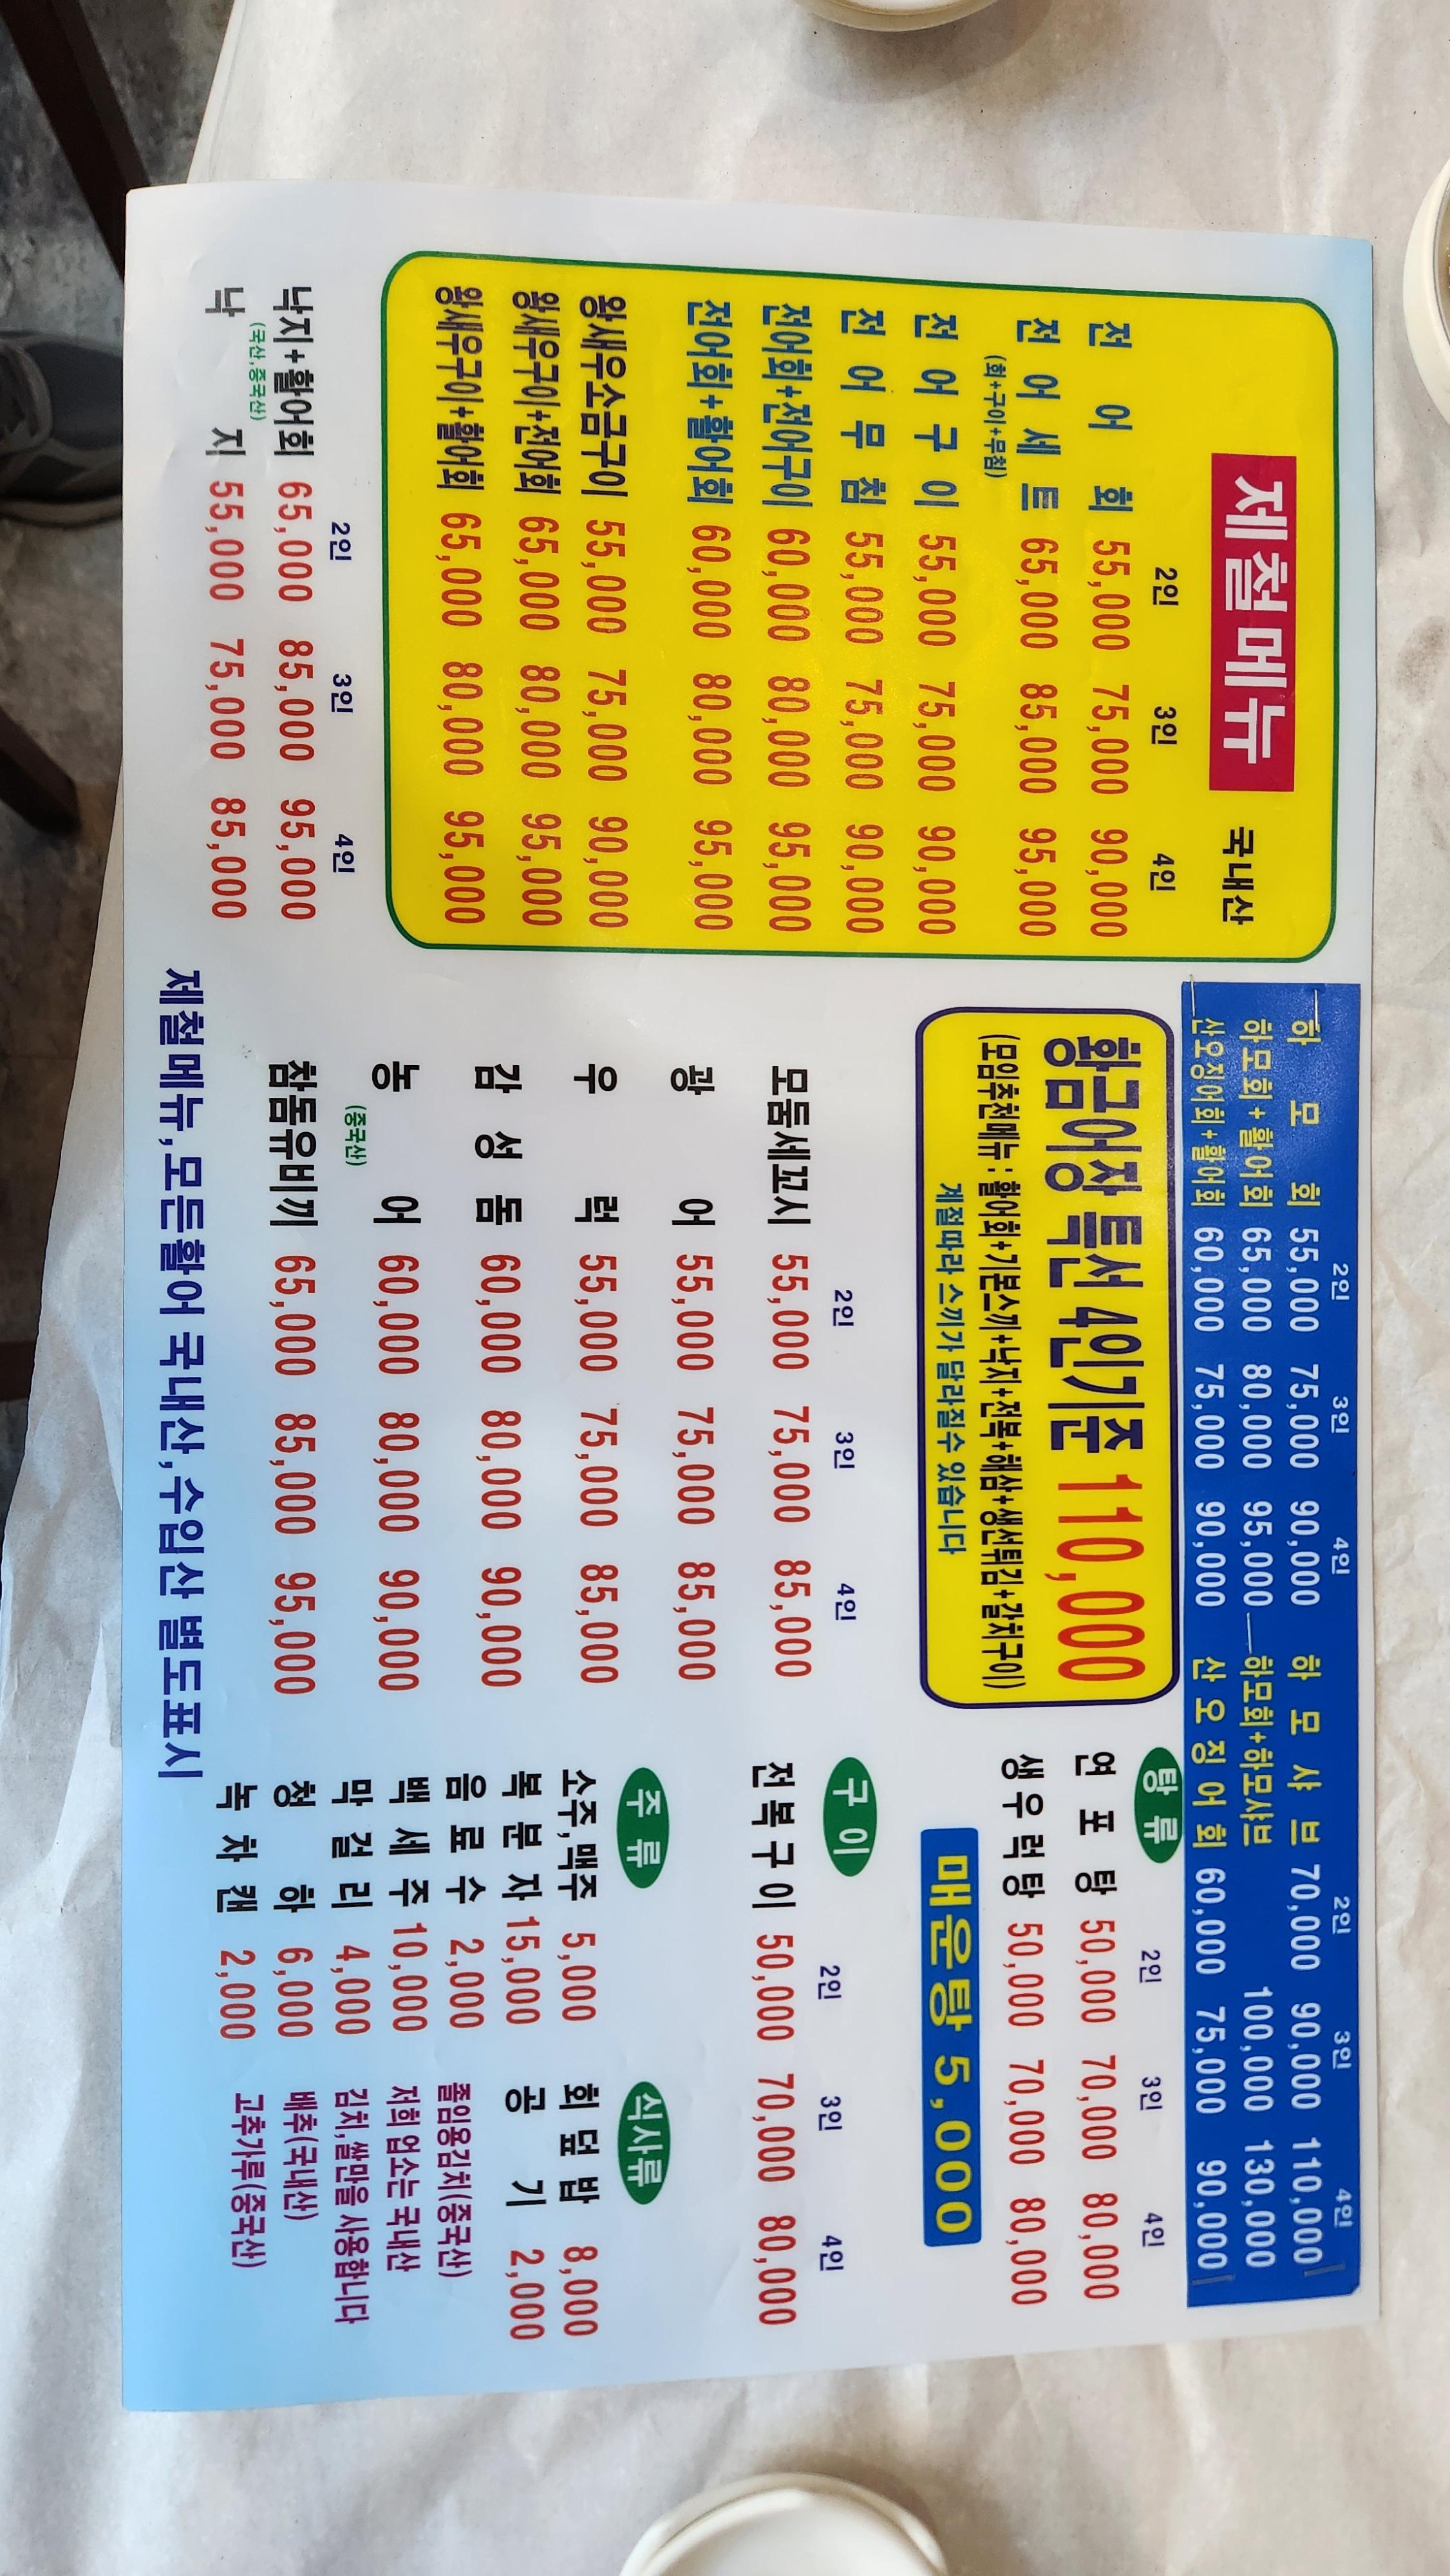 제철메뉴 국내산
2인 3인 4인
전어회 55,000 75,000 90,000
전어세트 65,000 85,000 95,000
(회+구이+무침)
전어구이 55,000 75,000 90,000
전어무침 55,000 75,000 90,000
전어회+전어구이 60,000 80,000 95,000
전어회+활어회 60,000 80,000 95,000
왕새우소금구이 55,000 75,000 90,000
왕새우구이+전어회 65,000 80,000 95,000
왕새우구이+활어회 65,000 80,000 95,000
2인 3인 4인
낙지+활어회 65,000 85,000 95,000
(국산,중국산)
낙지 55,000 75,000 85,000
2인 3인 4인
하모회 55,000 75,000 90,000
하모회+활어회 65,000 80,000 95,000
산오징어회+활어회 60,000 75,000 90,000
2인 3인 4인
하모샤브 70,000 90,000 110,000
하모회+하모샤브 100,000 130,000
산오징어회 60,000 75,000 90,000
황금어장 특선 4인기준 110,000
(모임추천메뉴 : 활어회+기본스끼+낙지+전복+해삼+생선튀김+갈치구이)
계절따라 스끼가 달라질수 있습니다
2인 3인 4인
모둠세꼬시 55,000 75,000 85,000
광어 55,000 75,000 85,000
우럭 55,000 75,000 85,000
감성돔 60,000 80,000 90,000
농어 60,000 80,000 90,000
(중국산)
참돔유비끼 65,000 85,000 95,000
제철메뉴,모든활어 국내산,수입산 별도표시
탕류
2인 3인 4인
연포탕 50,000 70,000 80,000
생우럭탕 50,000 70,000 80,000
매운탕 5,000
구이
2인 3인 4인
전복구이 50,000 70,000 80,000
주류
소주,맥주 5,000
복분자 15,000
음료수 2,000
백세주 10,000
막걸리 4,000
청하 6,000
녹차캔 2,000
식사류
회덮밥 8,000
공기 2,000
졸임용김치(중국산)
저희 업소는 국내산
김치,쌀만을 사용합니다
배추(국내산)
고추가루(중국산)